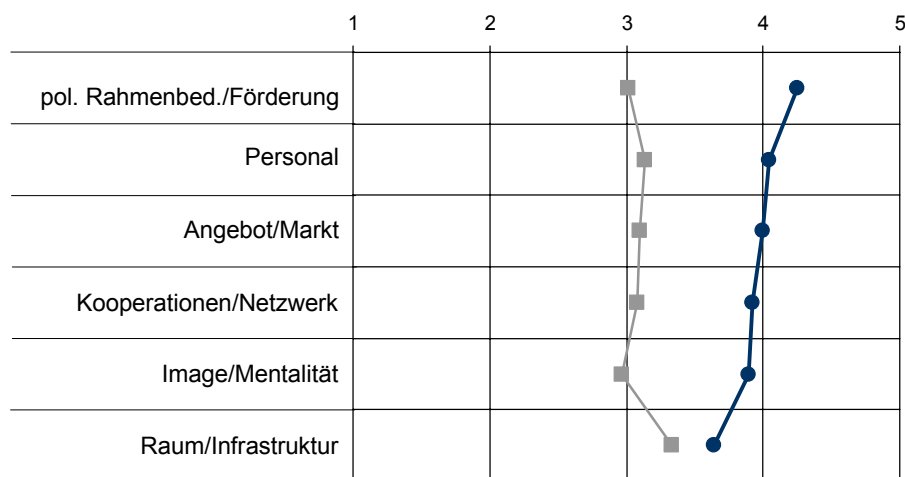 1 2 3 4 5
pol. Rahmenbed./Förderung
Personal
Angebot/Markt
Kooperationen/Netzwerk
Image/Mentalität
Raum/Infrastruktur